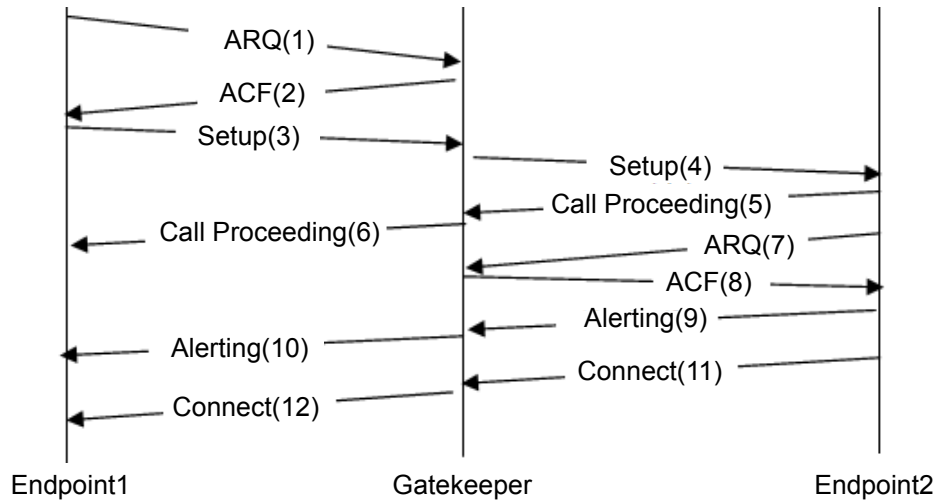 ARQ(1)
ACF(2)
Setup(3)
Setup(4)
Call Proceeding(5)
Call Proceeding(6)
ARQ(7)
ACF(8)
Alerting(9)
Alerting(10)
Connect(11)
Connect(12)
Endpoint1
Gatekeeper
Endpoint2